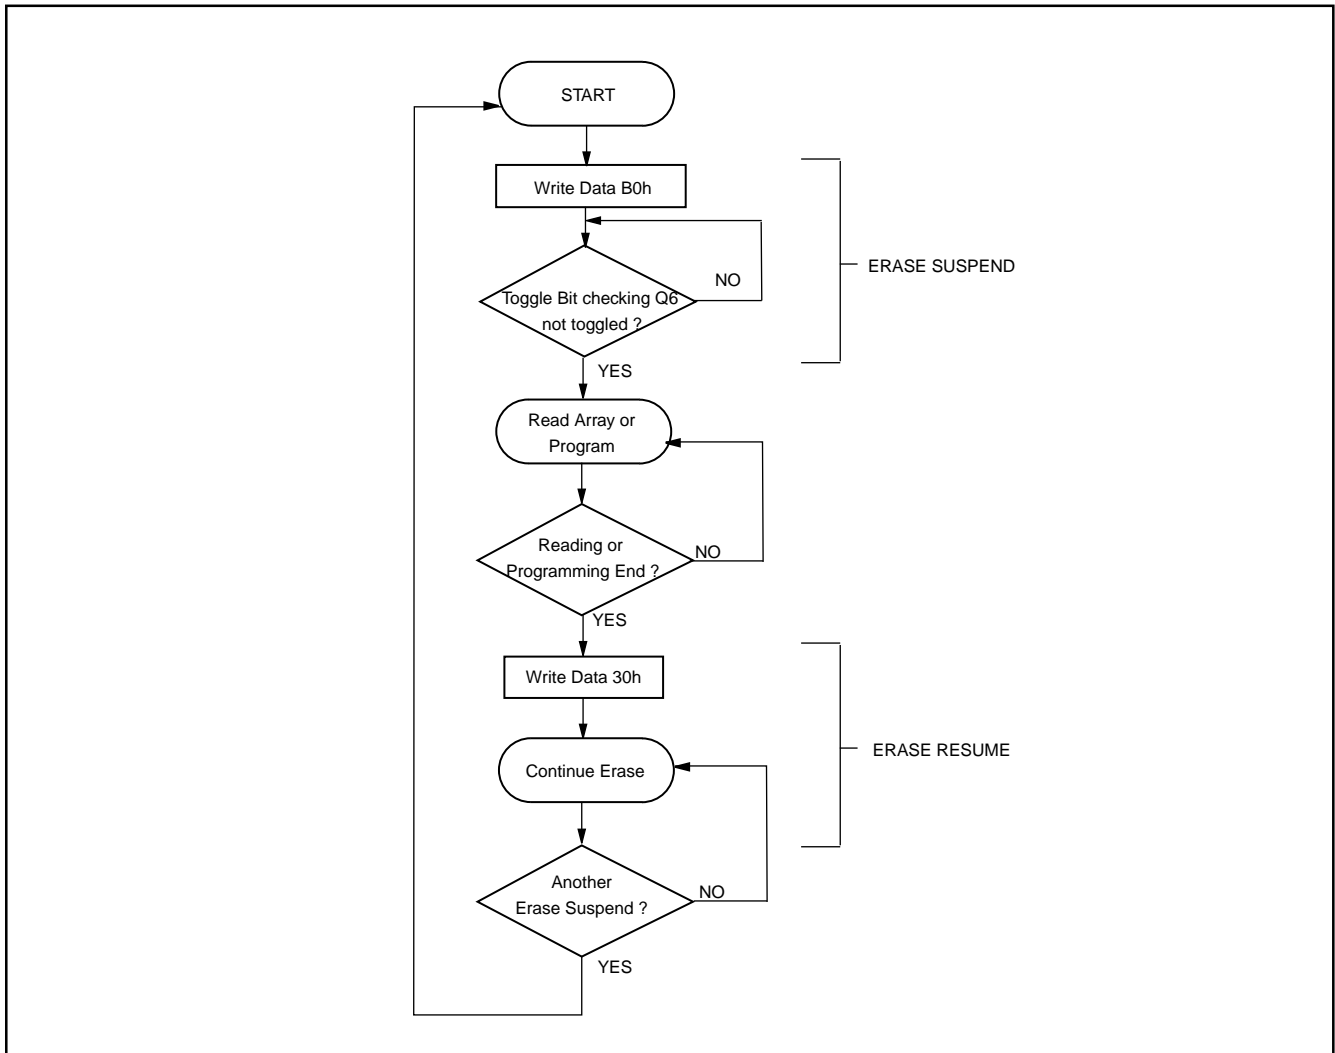 START
Write Data B0h
ERASE SUSPEND
NO
Toggle Bit checking Q6
not toggled ?
YES
Read Array or
Program
Reading or
Programming End ?
NO
YES
Write Data 30h
ERASE RESUME
Continue Erase
Another
Erase Suspend ?
NO
YES